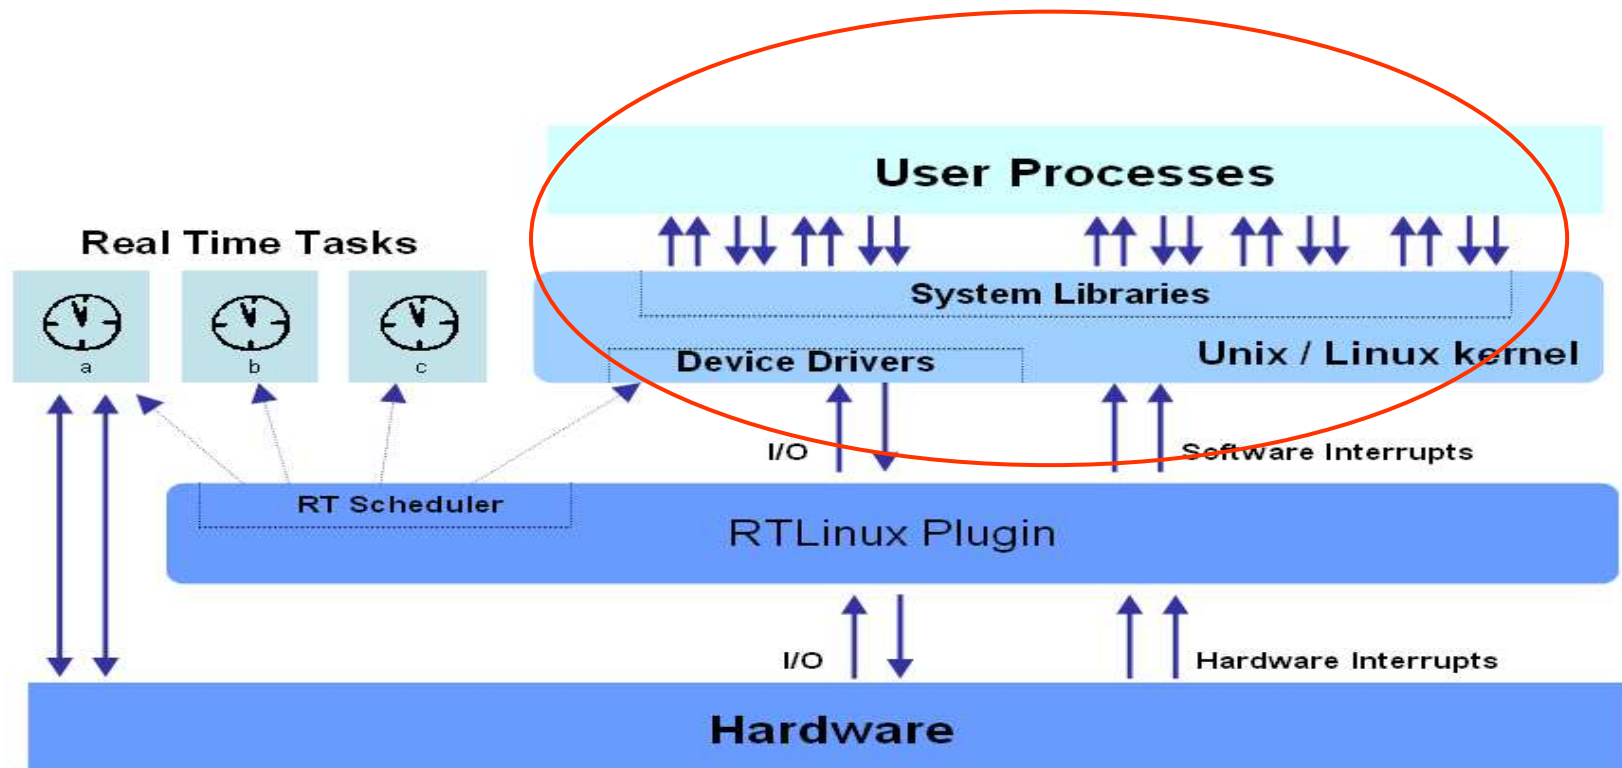 User Processes
Real Time Tasks
System Libraries
Unix / Linux kernel
Device Drivers
a
b
c
I/O
Software Interrupts
RT Scheduler
RTLinux Plugin
I/O
Hardware Interrupts
Hardware